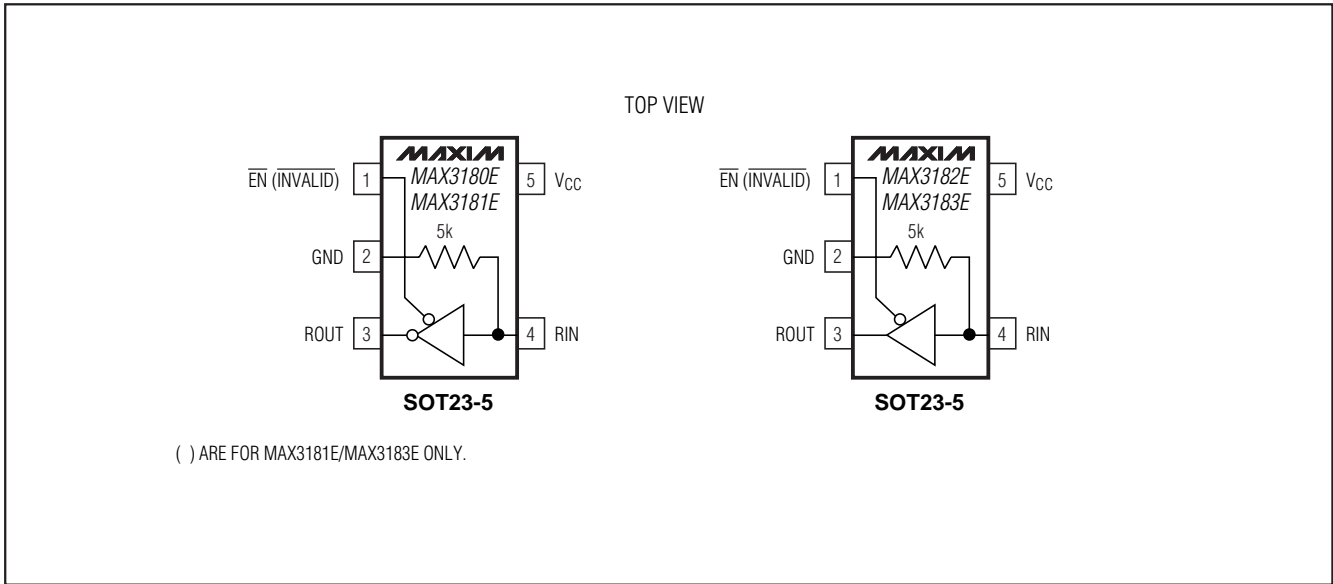 TOP VIEW
MAXIM
MAX3180E
MAX3181E
5k
EN (INVALID) 1
5 VCC
GND 2
ROUT 3
4 RIN
SOT23-5
MAXIM
MAX3182E
MAX3183E
5k
EN (INVALID) 1
5 VCC
GND 2
ROUT 3
4 RIN
SOT23-5
( ) ARE FOR MAX3181E/MAX3183E ONLY.